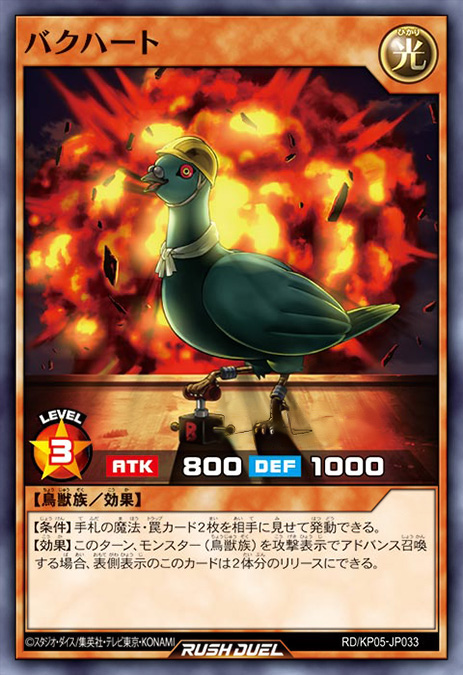 バクハート
ひかり
光
LEVEL
3
ATK 800 DEF 1000
B
【鳥獣族／効果】
【条件】手札の魔法・罠カード2枚を相手に見せて発動できる。
【効果】このターン、モンスター（鳥獣族）を攻撃表示でアドバンス召喚
する場合、表側表示のこのカードは2体分のリリースにできる。
©スタジオ・ダイス/集英社・テレビ東京・KONAMI
RUSH DUEL
RD/KP05-JP033